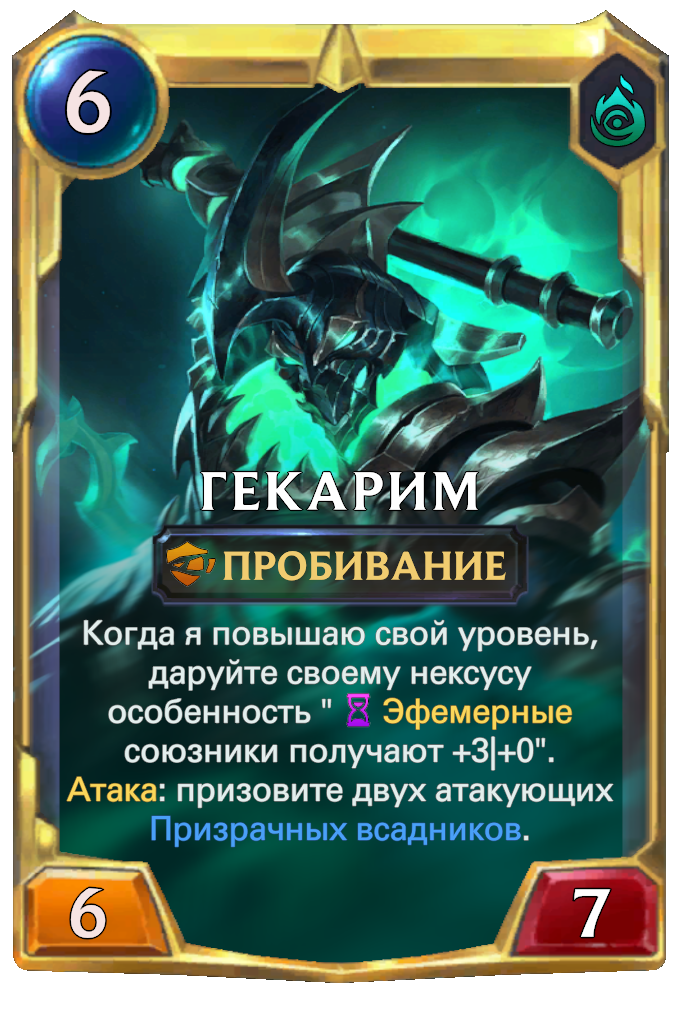 6
ГЕКАРИМ
ПРОБИВАНИЕ
Когда я повышаю свой уровень,
даруйте своему нексусу
особенность " Эфемерные
союзники получают +3|+0".
Атака: призовите двух атакующих
Призрачных всадников.
6
7